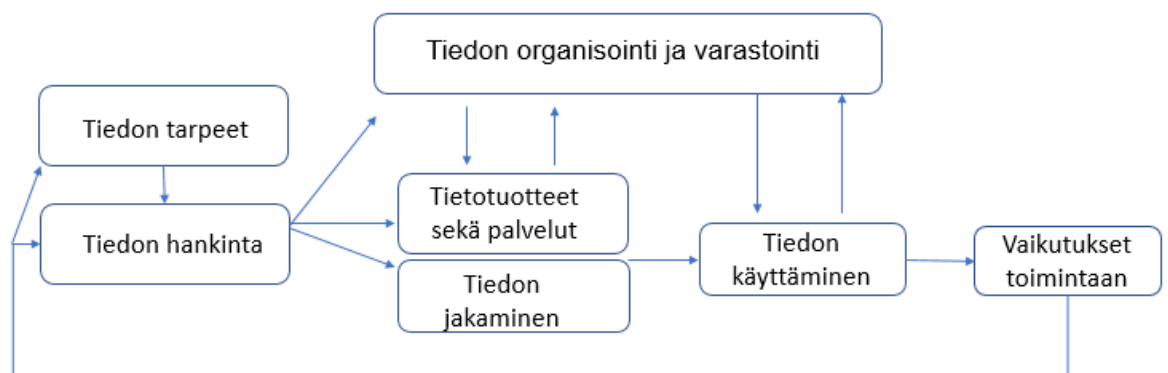 Tiedon organisointi ja varastointi
Tiedon tarpeet
Tiedon hankinta
Tietotuotteet
sekä palvelut
Tiedon
jakaminen
Tiedon
käyttäminen
Vaikutukset
toimintaan